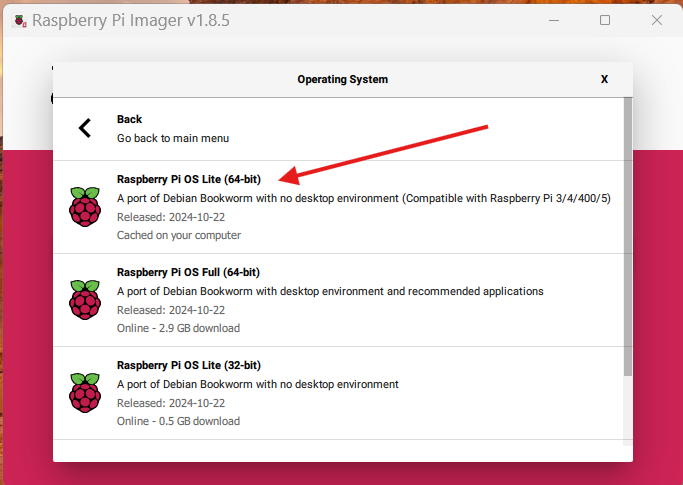 Raspberry Pi Imager v1.8.5
Operating System
X
Back
Go back to main menu
Raspberry Pi OS Lite (64-bit)
A port of Debian Bookworm with no desktop environment (Compatible with Raspberry Pi 3/4/400/5)
Released: 2024-10-22
Cached on your computer
Raspberry Pi OS Full (64-bit)
A port of Debian Bookworm with desktop environment and recommended applications
Released: 2024-10-22
Online - 2.9 GB download
Raspberry Pi OS Lite (32-bit)
A port of Debian Bookworm with no desktop environment
Released: 2024-10-22
Online - 0.5 GB download